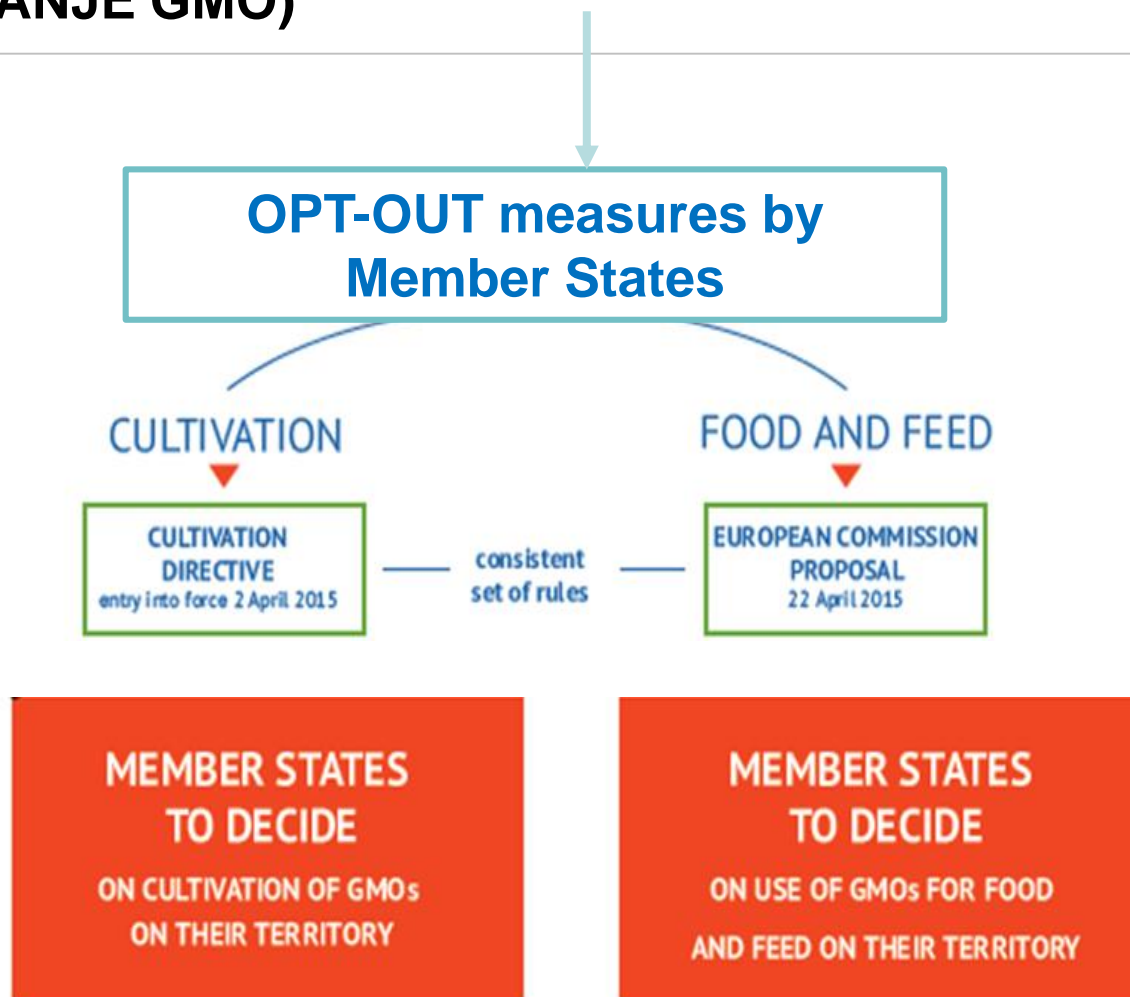 ANJE GMO)
OPT-OUT measures by
Member States
CULTIVATION
FOOD AND FEED
CULTIVATION
DIRECTIVE
entry into force 2 April 2015
consistent
set of rules
EUROPEAN COMMISSION
PROPOSAL
22 April 2015
MEMBER STATES
TO DECIDE
ON CULTIVATION OF GMOs
ON THEIR TERRITORY
MEMBER STATES
TO DECIDE
ON USE OF GMOs FOR FOOD
AND FEED ON THEIR TERRITORY